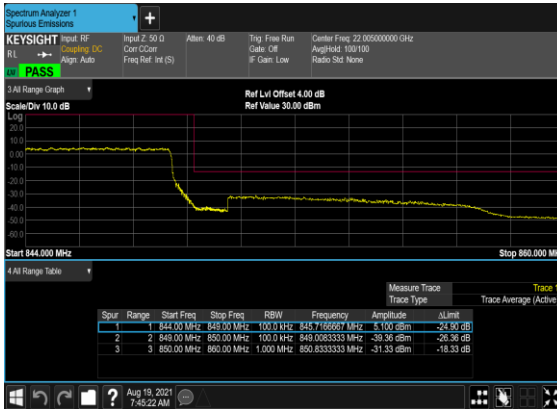 Spectrum Analyzer 1
Spurious Emissions
KEYSIGHT
RL
Input: RF
Coupling: DC
Align: Auto
Input Z: 50 Ω
Corr CCorr
Freq Ref: Int (S)
Atten: 40 dB
Trig: Free Run
Gate: Off
IF Gain: Low
Center Freq: 22.005000000 GHz
Avg|Hold: 100/100
Radio Std: None
PASS
3 All Range Graph
Scale/Div 10.0 dB
Ref Lvl Offset 4.00 dB
Ref Value 30.00 dBm
Log
20.0
10.0
0.00
-10.0
-20.0
-30.0
-40.0
-50.0
-60.0
Start 844.000 MHz
Stop 860.000 MH
4 All Range Table
Measure Trace Trace 1
Trace Type Trace Average (Active
Spur Range Start Freq Stop Freq RBW Frequency Amplitude ΔLimit
1 1 844.00 MHz 849.00 MHz 100.0 kHz 845.7166667 MHz 5.100 dBm -24.90 dB
2 2 849.00 MHz 850.00 MHz 100.0 kHz 849.0083333 MHz -39.36 dBm -26.36 dB
3 3 850.00 MHz 860.00 MHz 1.000 MHz 850.8333333 MHz -31.33 dBm -18.33 dB
Aug 19, 2021
7:45:22 AM